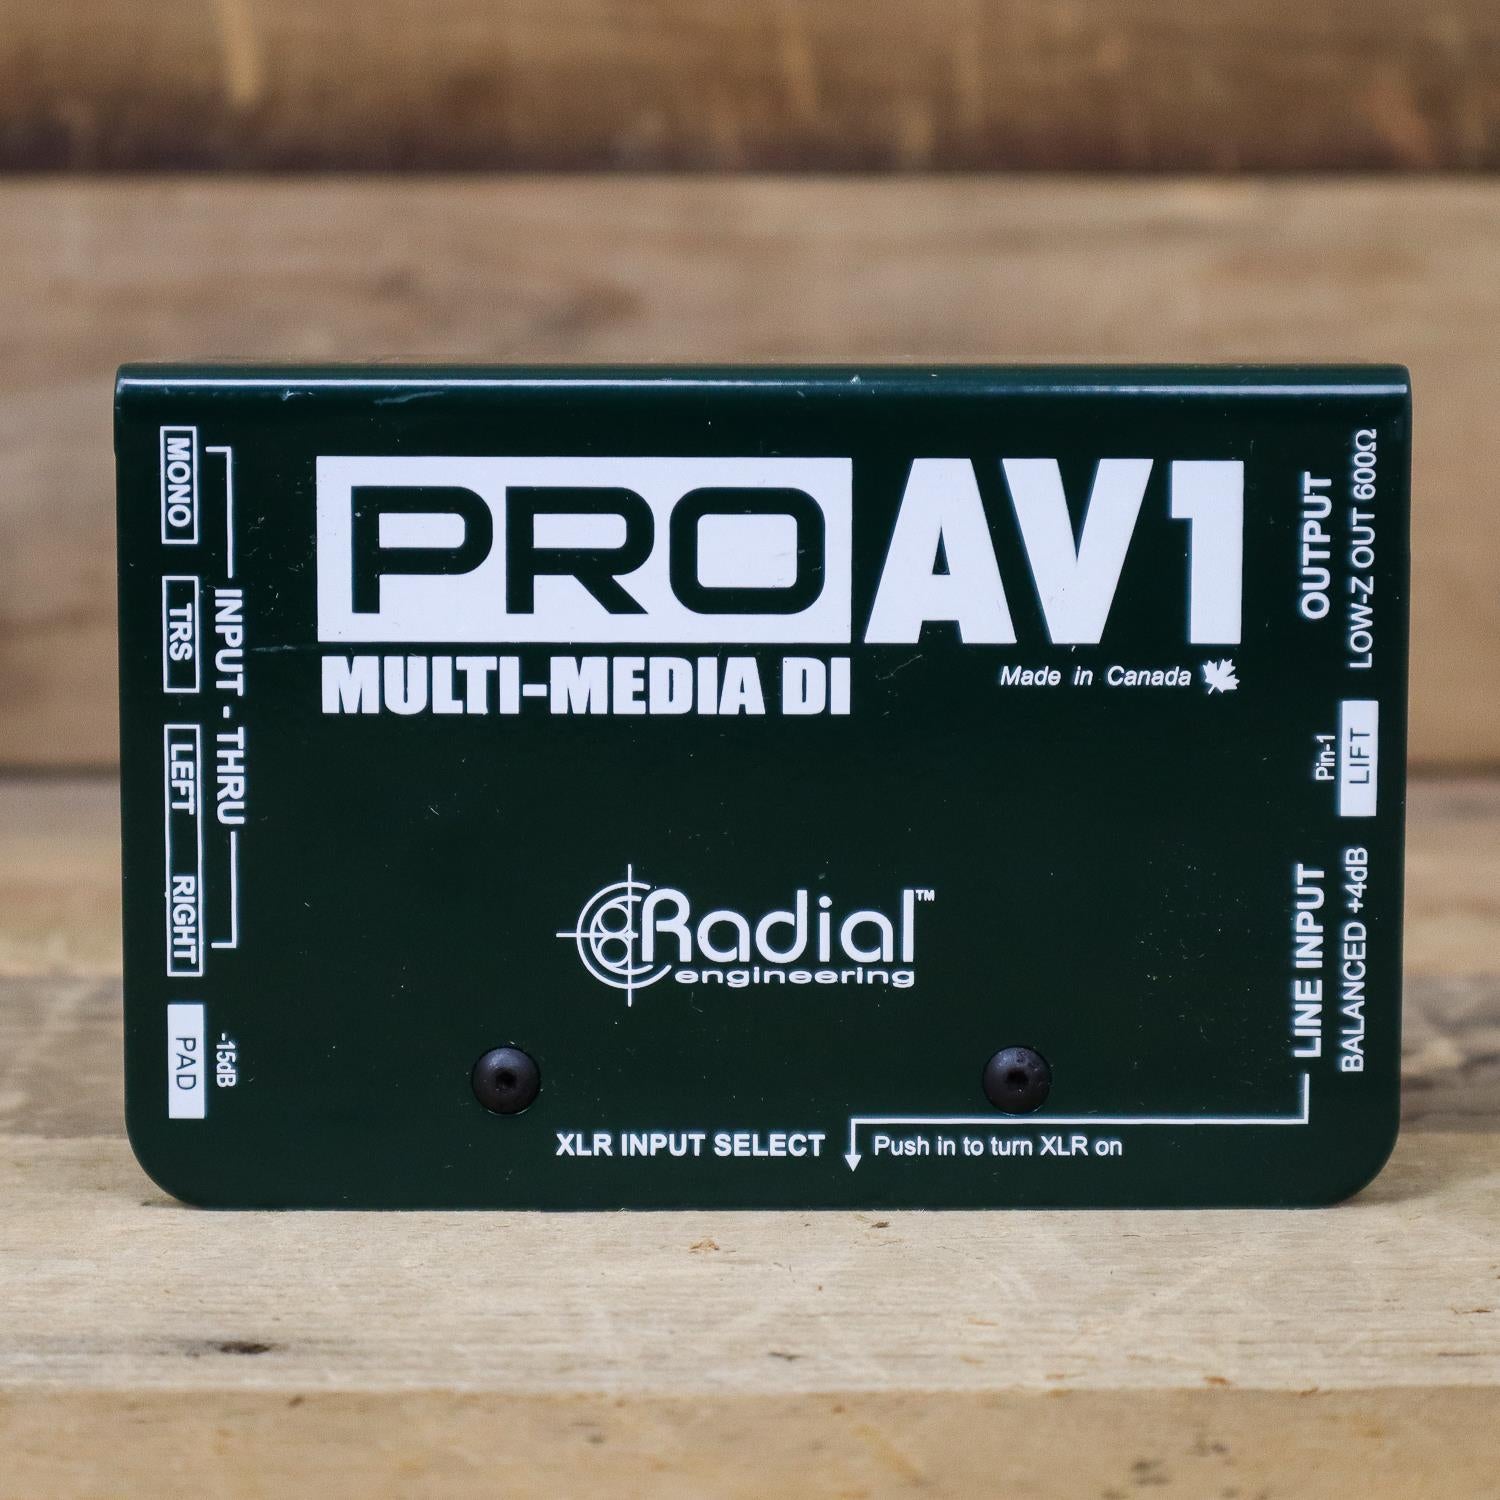 PRO AV1
MULTI-MEDIA DI
Made in Canada
MONO
TRS
LEFT RIGHT
INPUT - THRU
PAD
-15dB
OUTPUT
LOW-Z OUT 600Ω
Pin-1
LIFT
LINE INPUT
BALANCED +4dB
Radial™
engineering
XLR INPUT SELECT
Push in to turn XLR on